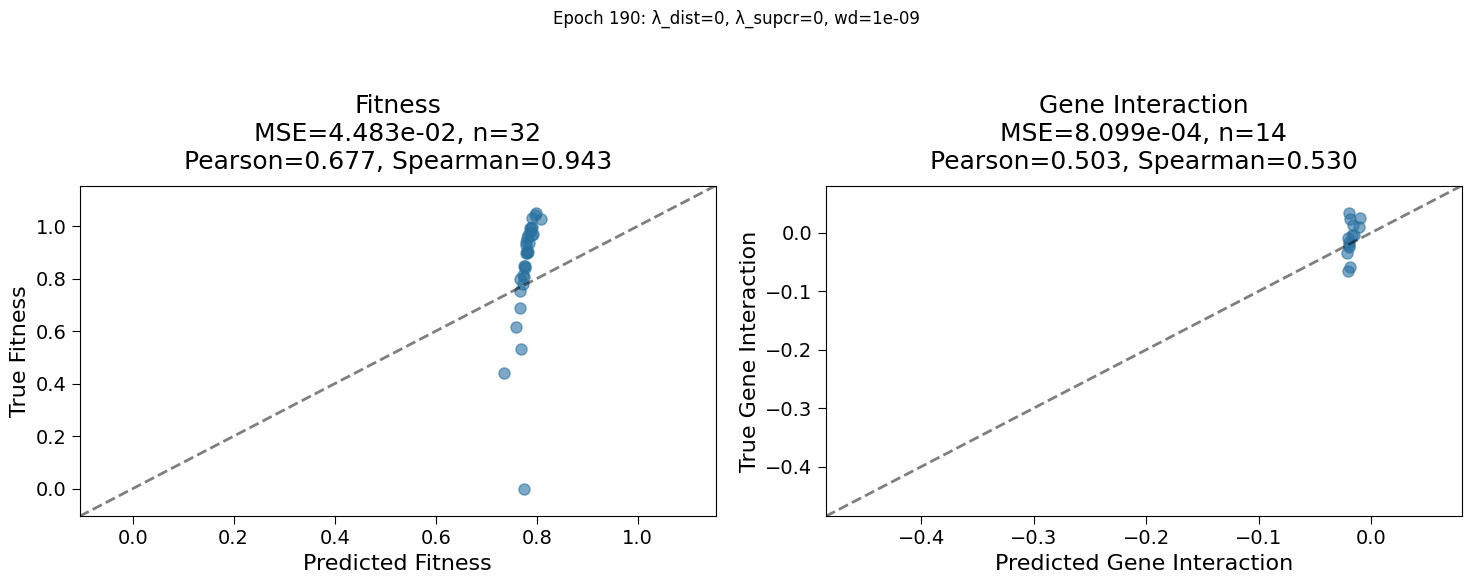 Epoch 190: λ_dist=0, λ_supcr=0, wd=1e-09
Fitness
MSE=4.483e-02, n=32
Pearson=0.677, Spearman=0.943
True Fitness
1.0
0.8
0.6
0.4
0.2
0.0
0.0 0.2 0.4 0.6 0.8 1.0
Predicted Fitness
Gene Interaction
MSE=8.099e-04, n=14
Pearson=0.503, Spearman=0.530
True Gene Interaction
0.0
−0.1
−0.2
−0.3
−0.4
−0.4 −0.3 −0.2 −0.1 0.0
Predicted Gene Interaction